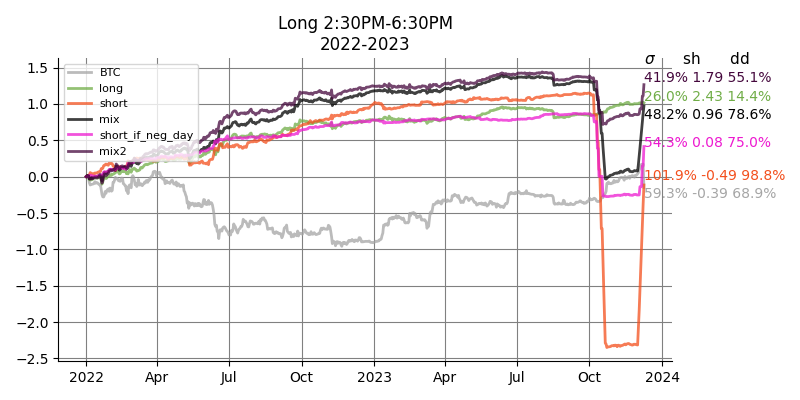 Long 2:30PM-6:30PM
2022-2023
σ sh dd
BTC
long
short
mix
short_if_neg_day
mix2
41.9% 1.79 55.1%
26.0% 2.43 14.4%
48.2% 0.96 78.6%
54.3% 0.08 75.0%
101.9% -0.49 98.8%
59.3% -0.39 68.9%
1.5
1.0
0.5
0.0
−0.5
−1.0
−1.5
−2.0
−2.5
2022 Apr Jul Oct 2023 Apr Jul Oct 2024